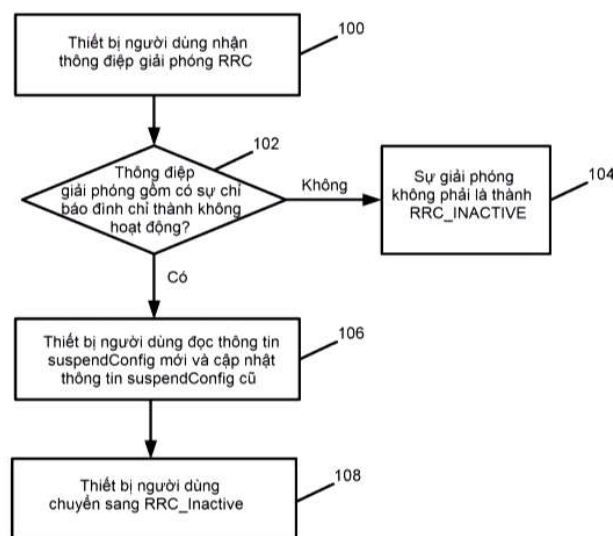 Thiết bị người dùng nhận
thông điệp giải phóng RRC
100
Thông điệp
giải phóng gồm có sự chỉ
báo đình chỉ thành không
hoạt động?
102
Không
Sự giải phóng
không phải là thành
RRC_INACTIVE
104
Có
Thiết bị người dùng đọc thông tin
suspendConfig mới và cập nhật
thông tin suspendConfig cũ
106
Thiết bị người dùng
chuyển sang RRC_Inactive
108